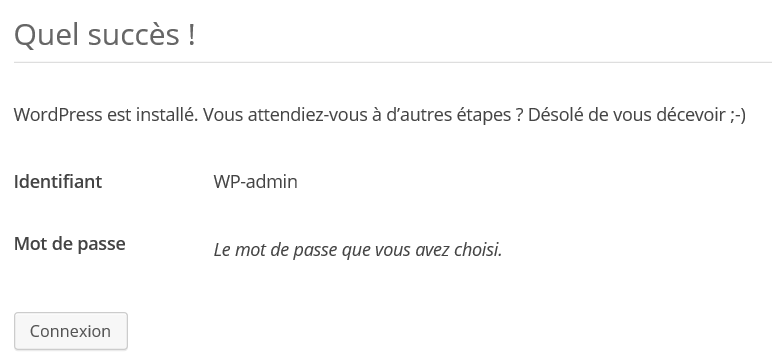 Quel succès !
WordPress est installé. Vous attendiez-vous à d’autres étapes ? Désolé de vous décevoir ;-)
Identifiant WP-admin
Mot de passe Le mot de passe que vous avez choisi.
Connexion